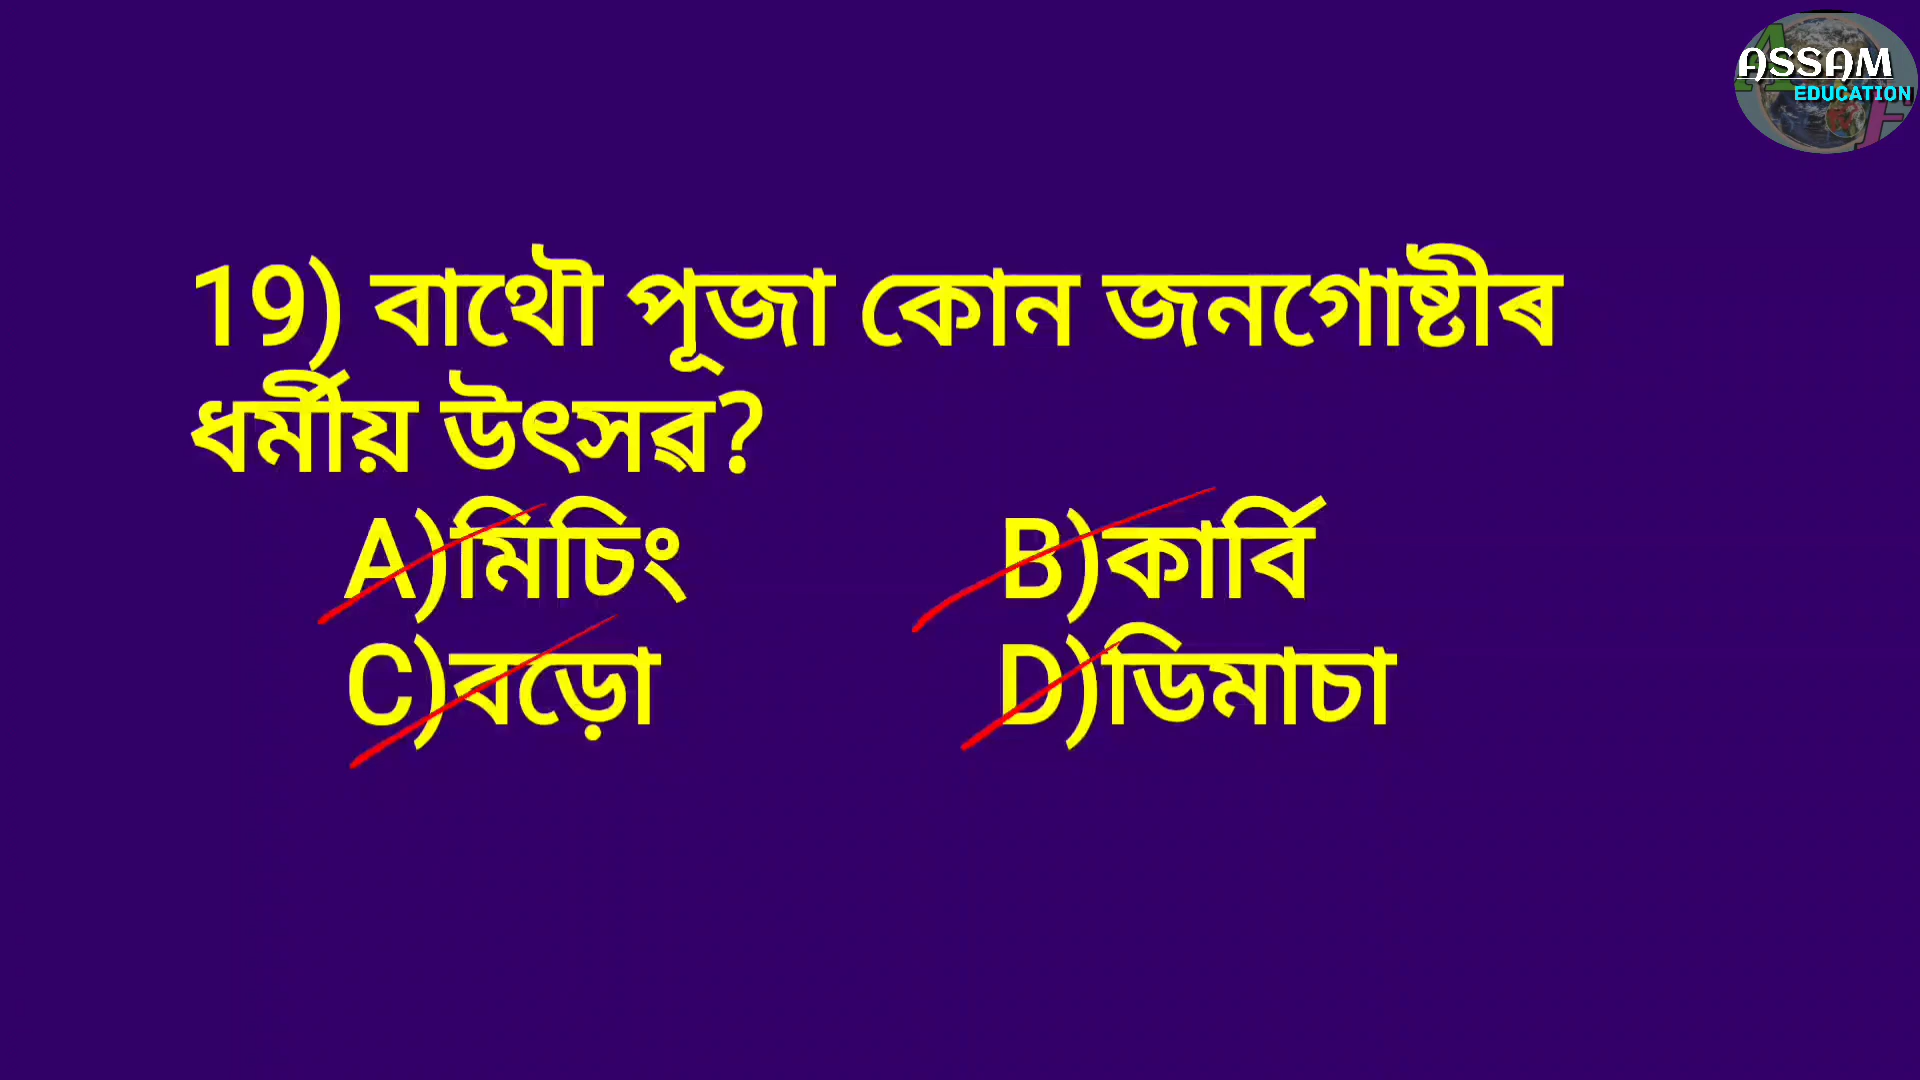 ASSAM
EDUCATION
19) বাথৌ পূজা কোন জনগোষ্টীৰ
ধৰ্মীয় উৎসৱ?
A)মিচিং B)কাৰ্বি
C)বড়ো D)ডিমাচা